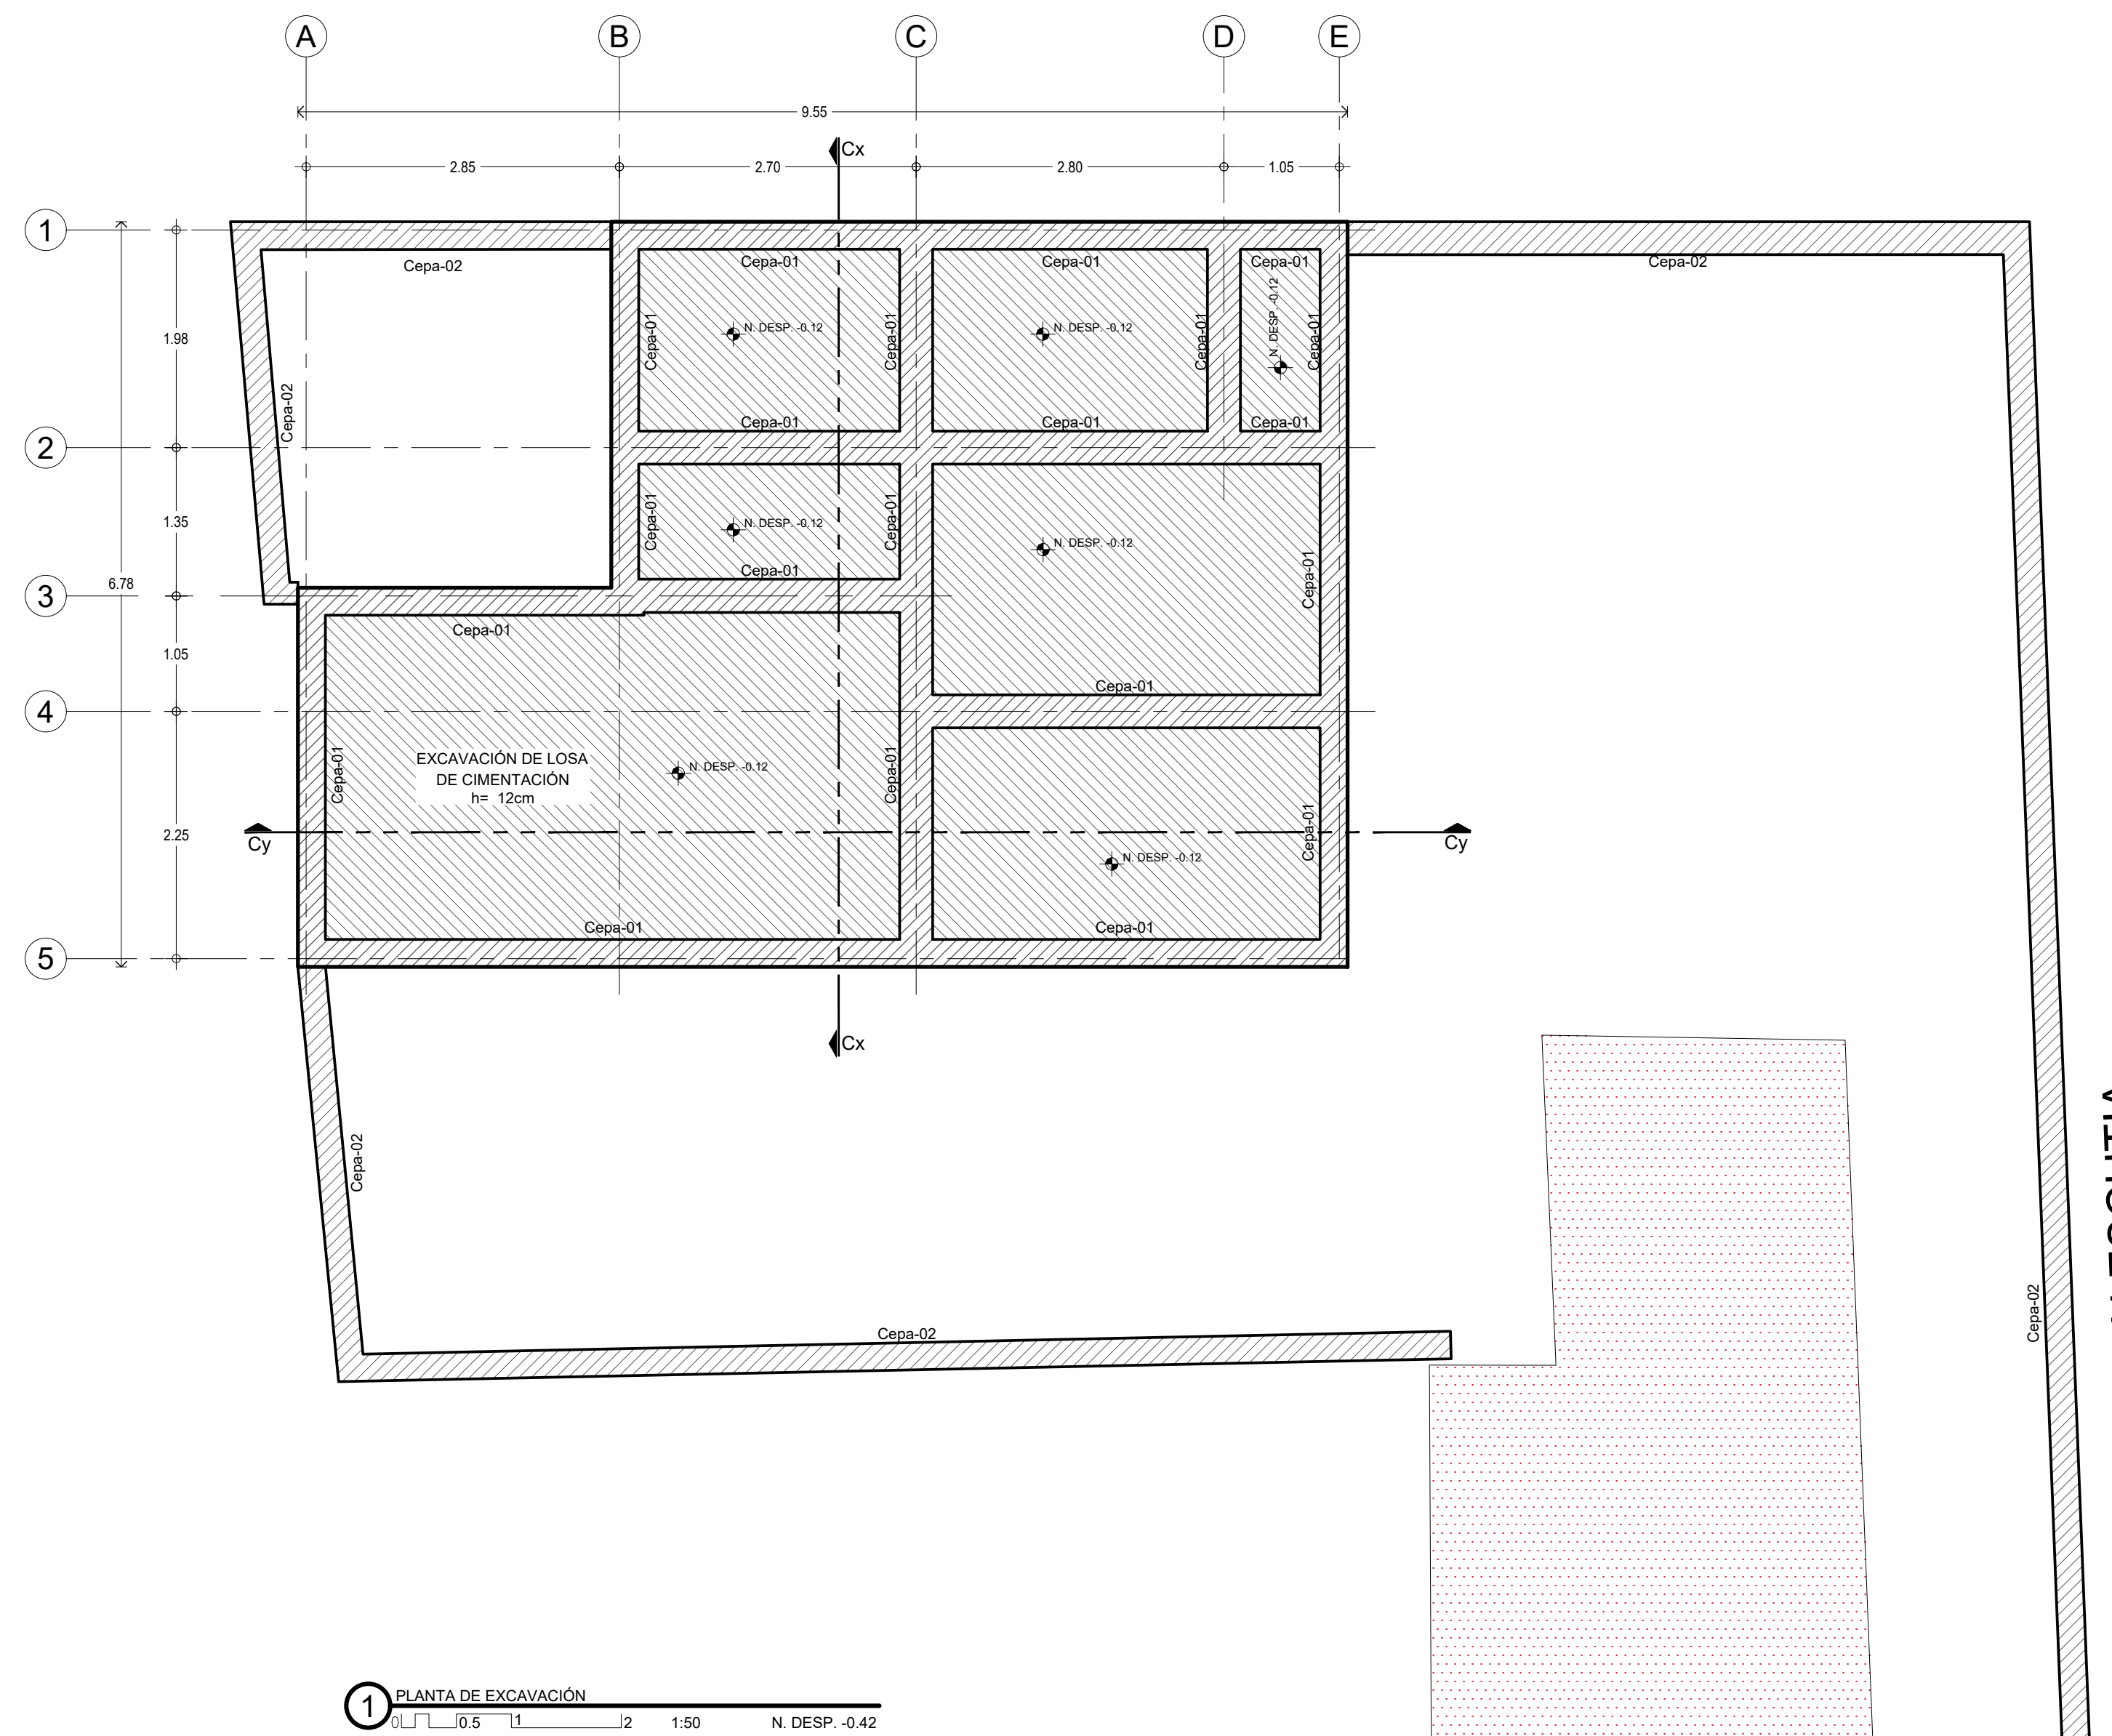 A B C D E
9.55
Cx
2.85 2.70 2.80 1.05
1
Cepa-02 Cepa-01 Cepa-01 Cepa-01 Cepa-02
1.98
Cepa-01 Cepa-01 Cepa-01 Cepa-01
N. DESP. -0.12 N. DESP. -0.12 N. DESP. -0.12
Cepa-02
Cepa-01 Cepa-01 Cepa-01
2
1.35
Cepa-01 Cepa-01
N. DESP. -0.12
N. DESP. -0.12
Cepa-01
Cepa-01
6.78
3
Cepa-01
1.05
Cepa-01
4
EXCAVACIÓN DE LOSA
DE CIMENTACIÓN
h= 12cm
Cepa-01 Cepa-01
N. DESP. -0.12
2.25
Cepa-01
Cy Cy
N. DESP. -0.12
Cepa-01 Cepa-01
5
Cx
Cepa-02
Cepa-02
Cepa-02
1 PLANTA DE EXCAVACIÓN
0 0.5 1 2 1:50 N. DESP. -0.42